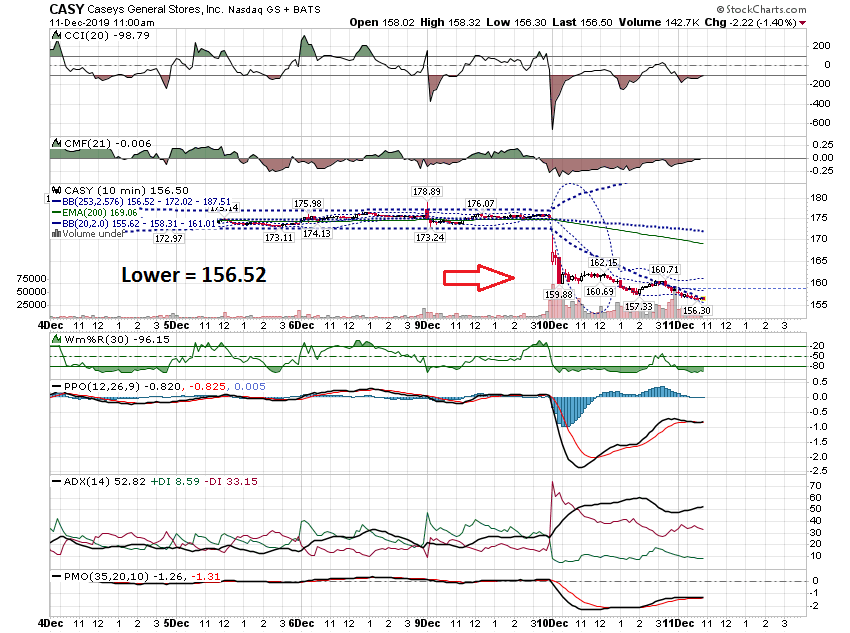 CASY Caseys General Stores, Inc. Nasdaq GS + BATS
© StockCharts.com
11-Dec-2019 11:00am
Open 158.02 High 158.32 Low 156.30 Last 156.50 Volume 142.7K Chg -2.22 (-1.40%)
CCI(20) -98.79
200
0
-200
-400
-600
CMF(21) -0.006
0.25
0.00
-0.25
CASY (10 min) 156.50
BB(253,2.576) 156.52 - 172.02 - 187.51
EMA(200) 169.06
BB(20,2.0) 155.62 - 158.31 - 161.01
Volume undef
178.89
175.98
176.07
172.97
173.11
174.13
173.24
162.15
160.71
159.88
160.69
157.33
156.30
Lower = 156.52
180
175
170
165
160
155
75000
50000
25000
4Dec 11 12 1 2 3 5Dec 11 12 1 2 3 6Dec 11 12 1 2 3 9Dec 11 12 1 2 3 10Dec 11 12 1 2 3 11Dec 11 12 1 2 3
Wm%R(30) -96.15
-20
-50
-80
PPO(12,26,9) -0.820, -0.825, 0.005
0.5
0.0
-0.5
-1.0
-1.5
-2.0
-2.5
ADX(14) 52.82 +DI 8.59 -DI 33.15
70
60
50
40
30
20
10
PMO(35,20,10) -1.26, -1.31
0
-1
-2
4Dec 11 12 1 2 3 5Dec 11 12 1 2 3 6Dec 11 12 1 2 3 9Dec 11 12 1 2 3 10Dec 11 12 1 2 3 11Dec 11 12 1 2 3